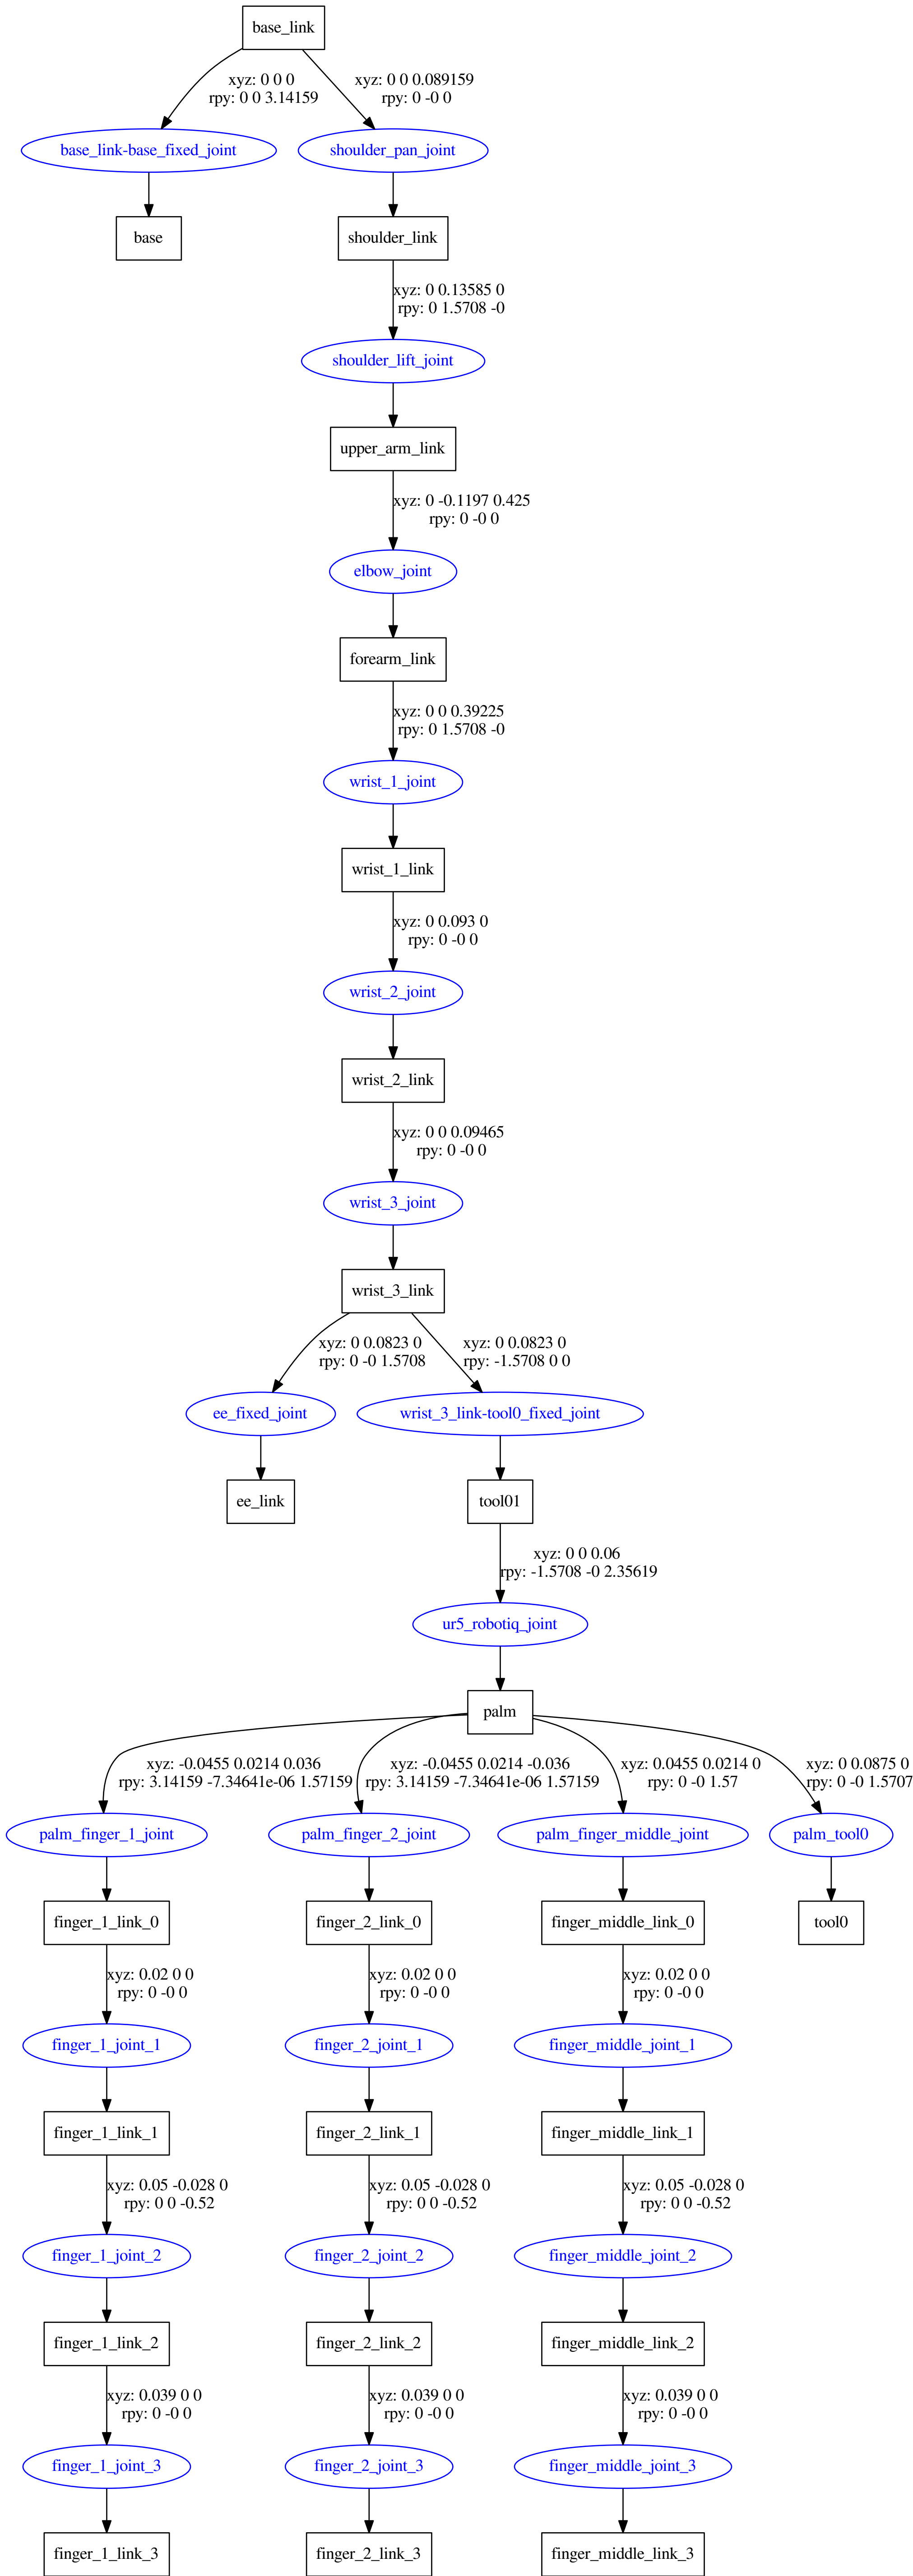 base_link
xyz: 0 0 0
rpy: 0 0 3.14159
xyz: 0 0 0.089159
rpy: 0 -0 0
base_link-base_fixed_joint
shoulder_pan_joint
base
shoulder_link
xyz: 0 0.13585 0
rpy: 0 1.5708 -0
shoulder_lift_joint
upper_arm_link
xyz: 0 -0.1197 0.425
rpy: 0 -0 0
elbow_joint
forearm_link
xyz: 0 0 0.39225
rpy: 0 1.5708 -0
wrist_1_joint
wrist_1_link
xyz: 0 0.093 0
rpy: 0 -0 0
wrist_2_joint
wrist_2_link
xyz: 0 0 0.09465
rpy: 0 -0 0
wrist_3_joint
wrist_3_link
xyz: 0 0.0823 0
rpy: 0 -0 1.5708
xyz: 0 0.0823 0
rpy: -1.5708 0 0
ee_fixed_joint
wrist_3_link-tool0_fixed_joint
ee_link
tool01
xyz: 0 0 0.06
rpy: -1.5708 -0 2.35619
ur5_robotiq_joint
palm
xyz: -0.0455 0.0214 0.036
rpy: 3.14159 -7.34641e-06 1.57159
xyz: -0.0455 0.0214 -0.036
rpy: 3.14159 -7.34641e-06 1.57159
xyz: 0.0455 0.0214 0
rpy: 0 -0 1.57
xyz: 0 0.0875 0
rpy: 0 -0 1.5707
palm_finger_1_joint
palm_finger_2_joint
palm_finger_middle_joint
palm_tool0
finger_1_link_0
finger_2_link_0
finger_middle_link_0
tool0
xyz: 0.02 0 0
rpy: 0 -0 0
xyz: 0.02 0 0
rpy: 0 -0 0
xyz: 0.02 0 0
rpy: 0 -0 0
finger_1_joint_1
finger_2_joint_1
finger_middle_joint_1
finger_1_link_1
finger_2_link_1
finger_middle_link_1
xyz: 0.05 -0.028 0
rpy: 0 0 -0.52
xyz: 0.05 -0.028 0
rpy: 0 0 -0.52
xyz: 0.05 -0.028 0
rpy: 0 0 -0.52
finger_1_joint_2
finger_2_joint_2
finger_middle_joint_2
finger_1_link_2
finger_2_link_2
finger_middle_link_2
xyz: 0.039 0 0
rpy: 0 -0 0
xyz: 0.039 0 0
rpy: 0 -0 0
xyz: 0.039 0 0
rpy: 0 -0 0
finger_1_joint_3
finger_2_joint_3
finger_middle_joint_3
finger_1_link_3
finger_2_link_3
finger_middle_link_3